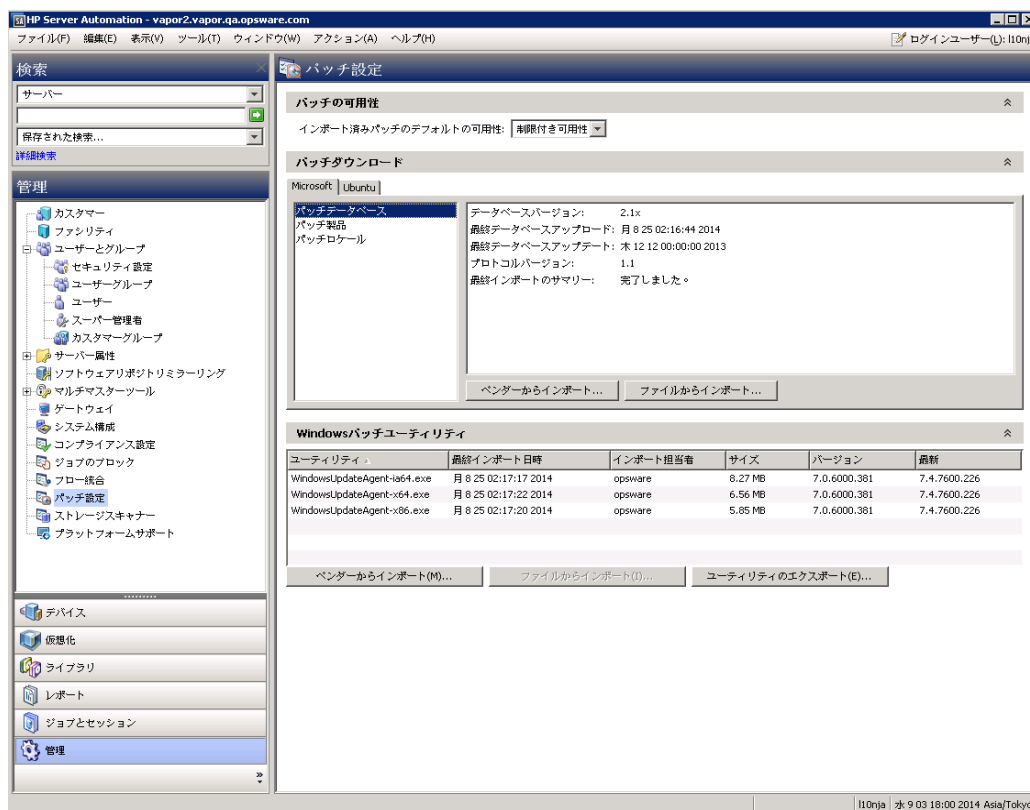 HP Server Automation - vapor2.vapor.qa.opsware.com
ファイル(F) 編集(E) 表示(V) ツール(T) ウィンドウ(W) アクション(A) ヘルプ(H)
ログインユーザー(L): l10nja
検索
サーバー
保存された検索...
詳細検索
管理
カスタマー
ファシリティ
ユーザーとグループ
セキュリティ設定
ユーザーグループ
ユーザー
スーパー管理者
カスタマーグループ
サーバー属性
ソフトウェアリポジトリミラーリング
マルチマスターツール
ゲートウェイ
システム構成
コンプライアンス設定
ジョブのブロック
フロー統合
パッチ設定
ストレージスキャナー
プラットフォームサポート
デバイス
仮想化
ライブラリ
レポート
ジョブとセッション
管理
パッチ設定
パッチの可用性
インポート済みパッチのデフォルトの可用性: 制限付き可用性
パッチダウンロード
Microsoft Ubuntu
パッチデータベース
パッチ製品
パッチロケール
データベースバージョン: 2.1x
最終データベースアップロード: 月 8 25 02:16:44 2014
最終データベースアップデート: 木 12 12 00:00:00 2013
プロトコルバージョン: 1.1
最終インポートのサマリー: 完了しました。
ベンダーからインポート... ファイルからインポート...
Windowsパッチユーティリティ
ユーティリティ 最終インポート日時 インポート担当者 サイズ バージョン 最新
WindowsUpdateAgent-ia64.exe 月 8 25 02:17:17 2014 opsware 8.27 MB 7.0.6000.381 7.4.7600.226
WindowsUpdateAgent-x64.exe 月 8 25 02:17:22 2014 opsware 6.56 MB 7.0.6000.381 7.4.7600.226
WindowsUpdateAgent-x86.exe 月 8 25 02:17:20 2014 opsware 5.85 MB 7.0.6000.381 7.4.7600.226
ベンダーからインポート(M)... ファイルからインポート(I)... ユーティリティのエクスポート(E)...
l10nja 水 9 03 18:00 2014 Asia/Tokyo